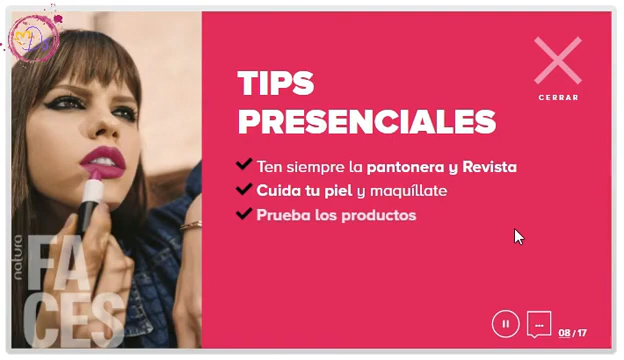 TIPS
PRESENCIALES
CERRAR
Ten siempre la pantonera y Revista
Cuida tu piel y maquíllate
Prueba los productos
natura
FA
CES
...
08 / 17